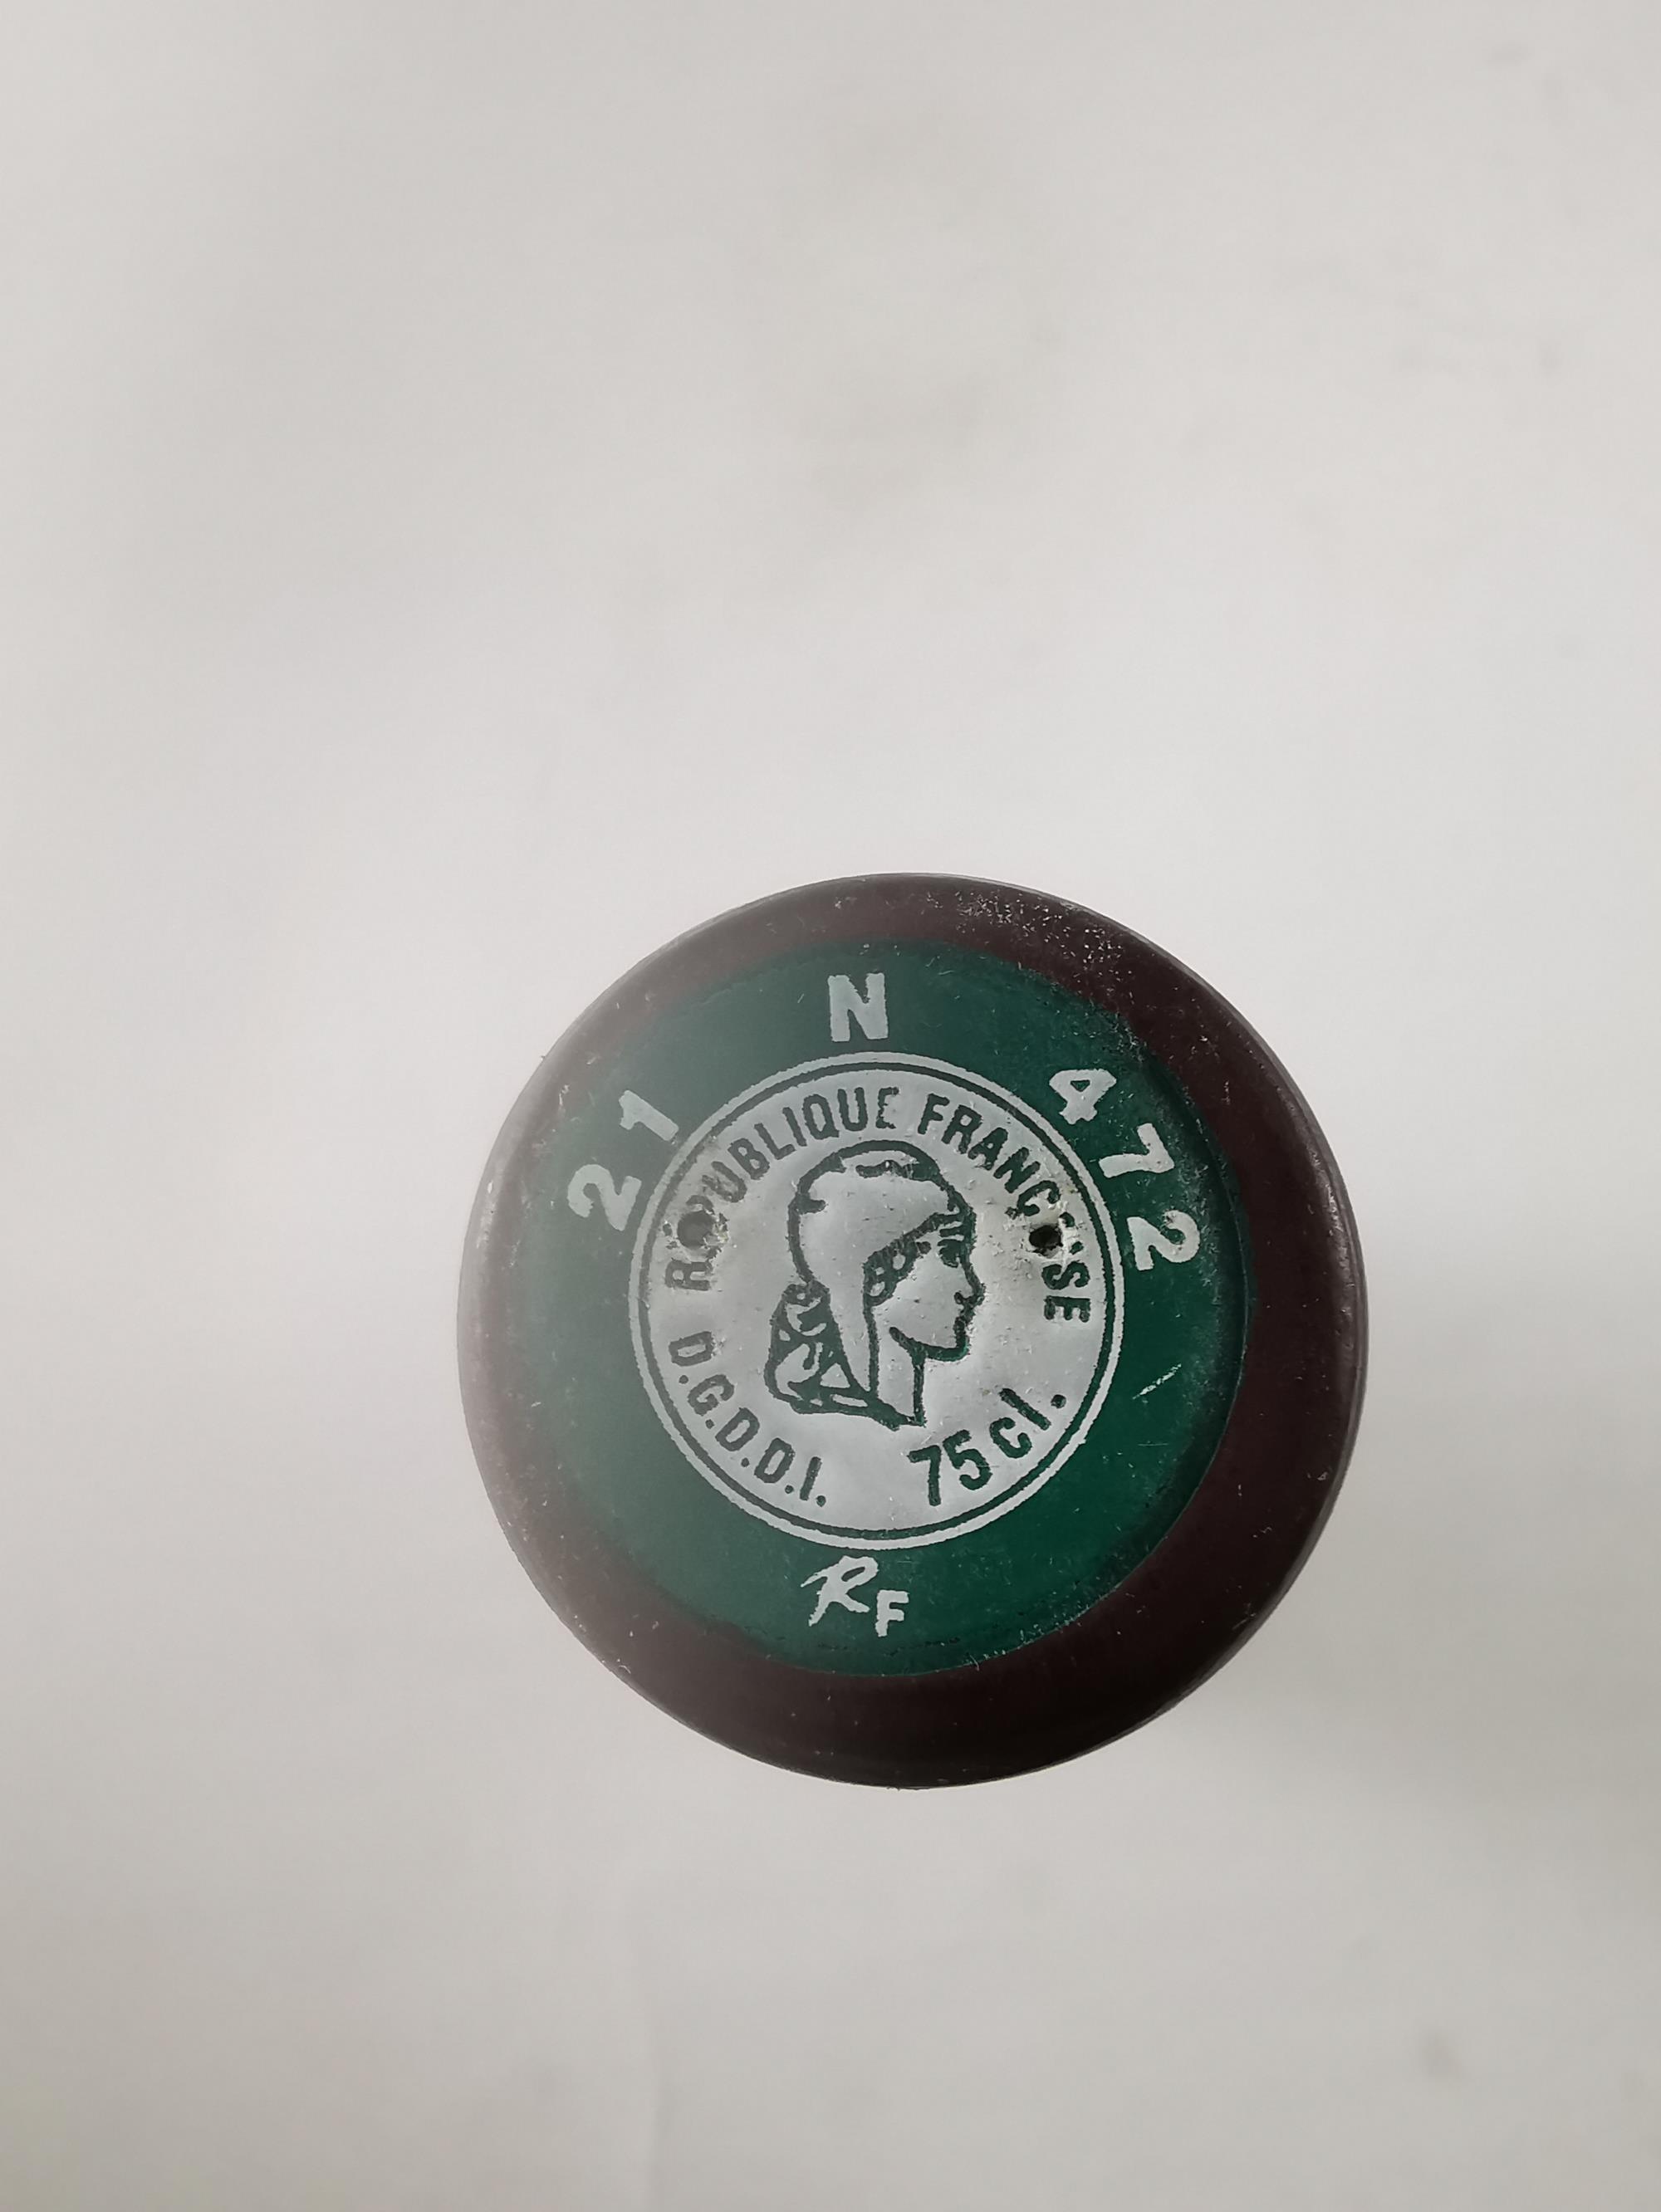 21 N 472
RÉPUBLIQUE FRANÇAISE
D.G.D.D.I. 75 cl.
RF